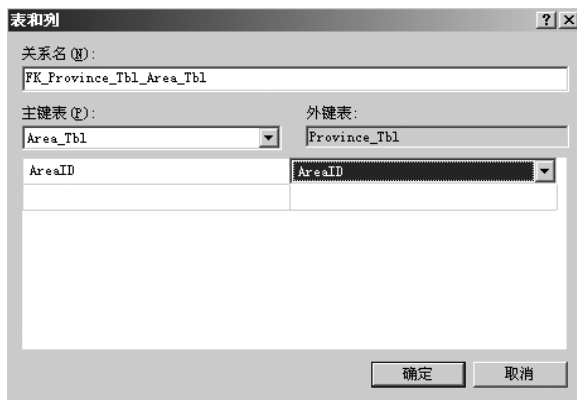 表和列
关系名(N):
FK_Province_Tbl_Area_Tbl
主键表(P):
外键表:
Area_Tbl
Province_Tbl
AreaID
AreaID
确定
取消